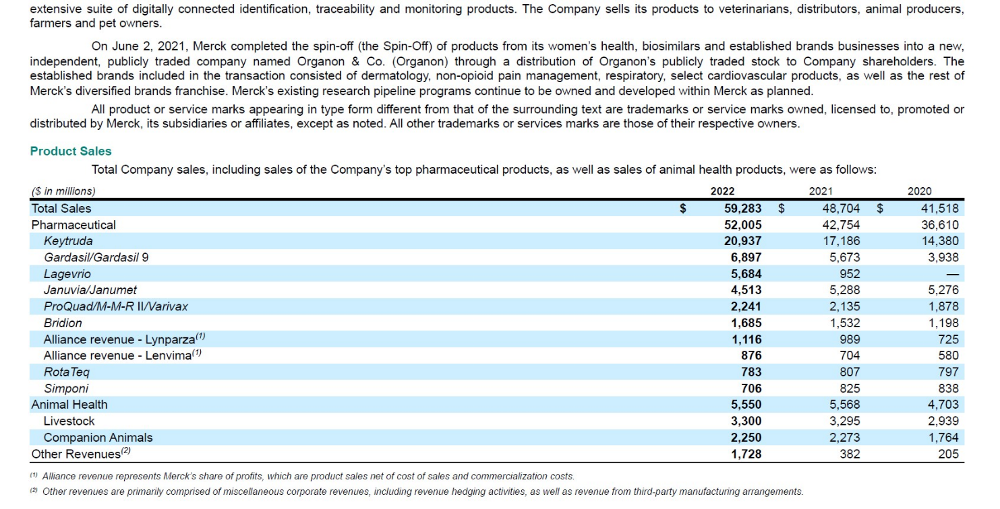 extensive suite of digitally connected identification, traceability and monitoring products. The Company sells its products to veterinarians, distributors, animal producers,
farmers and pet owners.
On June 2, 2021, Merck completed the spin-off (the Spin-Off) of products from its women's health, biosimilars and established brands businesses into a new,
independent, publicly traded company named Organon & Co. (Organon) through a distribution of Organon's publicly traded stock to Company shareholders. The
established brands included in the transaction consisted of dermatology, non-opioid pain management, respiratory, select cardiovascular products, as well as the rest of
Merck's diversified brands franchise. Merck's existing research pipeline programs continue to be owned and developed within Merck as planned.
All product or service marks appearing in type form different from that of the surrounding text are trademarks or service marks owned, licensed to, promoted or
distributed by Merck, its subsidiaries or affiliates, except as noted. All other trademarks or services marks are those of their respective owners.
Product Sales
Total Company sales, including sales of the Company's top pharmaceutical products, as well as sales of animal health products, were as follows:
($ in millions) 2022 2021 2020
Total Sales $ 59,283 $ 48,704 $ 41,518
Pharmaceutical 52,005 42,754 36,610
Keytruda 20,937 17,186 14,380
Gardasil/Gardasil 9 6,897 5,673 3,938
Lagevrio 5,684 952 —
Januvia/Janumet 4,513 5,288 5,276
ProQuad/M-M-R II/Varivax 2,241 2,135 1,878
Bridion 1,685 1,532 1,198
Alliance revenue - Lynparza(1) 1,116 989 725
Alliance revenue - Lenvima(1) 876 704 580
RotaTeq 783 807 797
Simponi 706 825 838
Animal Health 5,550 5,568 4,703
Livestock 3,300 3,295 2,939
Companion Animals 2,250 2,273 1,764
Other Revenues(2) 1,728 382 205
(1) Alliance revenue represents Merck's share of profits, which are product sales net of cost of sales and commercialization costs.
(2) Other revenues are primarily comprised of miscellaneous corporate revenues, including revenue hedging activities, as well as revenue from third-party manufacturing arrangements.